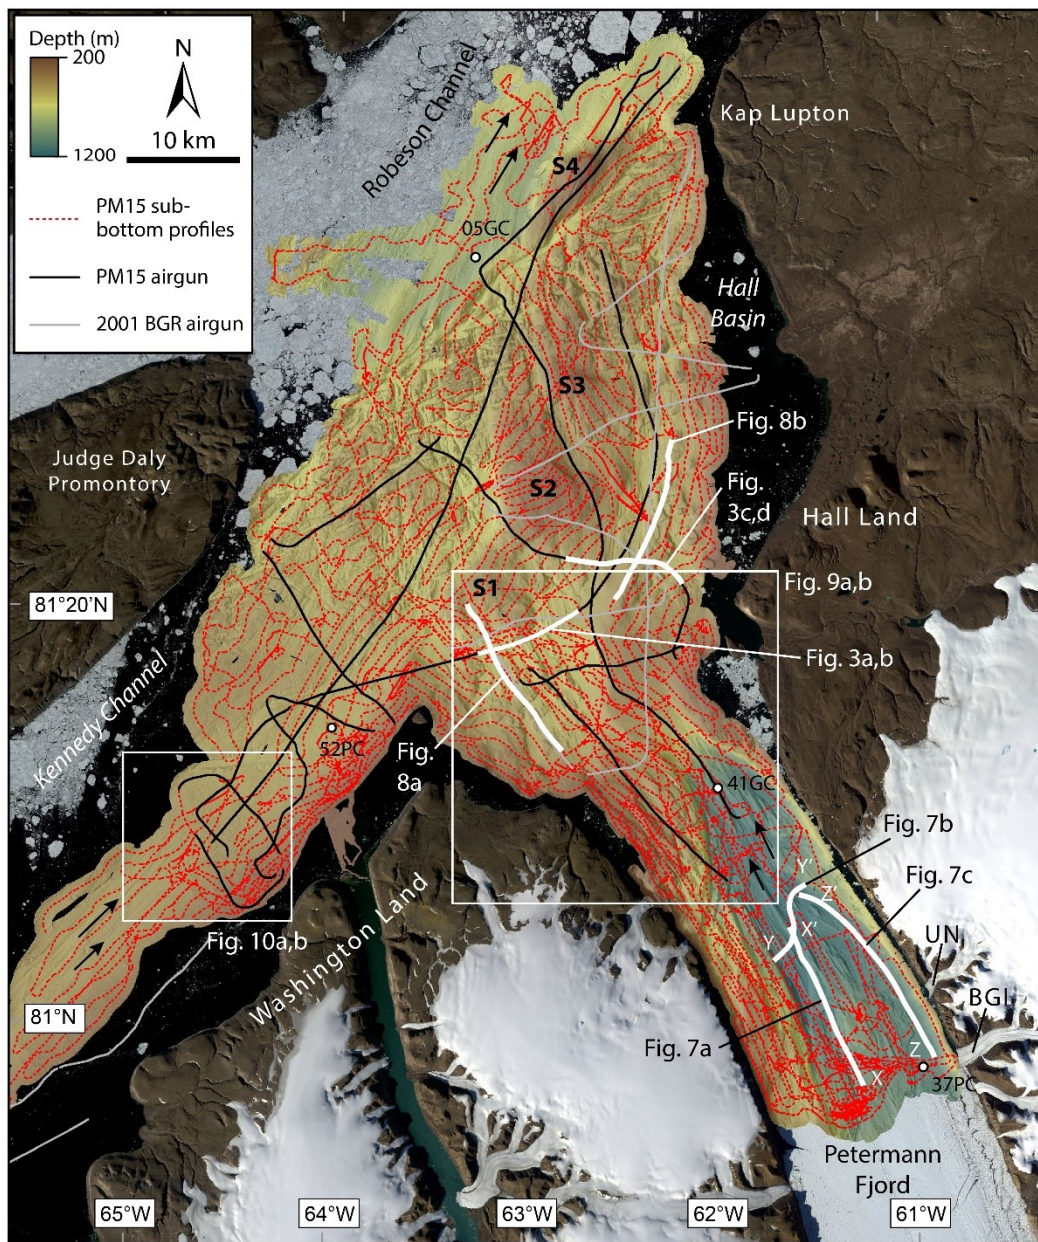 Depth (m)
200
1200
N
10 km
PM15 sub-
bottom profiles
PM15 airgun
2001 BGR airgun
Robeson Channel
Kap Lupton
S4
05GC
Hall
Basin
S3
Fig. 8b
Judge Daly
Promontory
Fig.
3c,d
S2
Hall Land
81°20'N
S1
Fig. 9a,b
Fig. 3a,b
Kennedy Channel
52PC
Fig.
8a
41GC
Fig. 7b
Y'
Z'
Fig. 7c
X'
Y
UN
Fig. 10a,b
Washington Land
BGI
81°N
Fig. 7a
Z
X
37PC
Petermann
Fjord
65°W
64°W
63°W
62°W
61°W